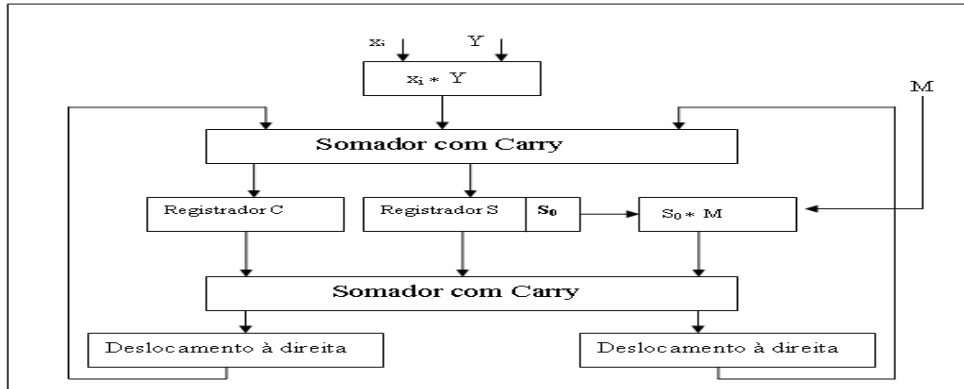 xᵢ Y
xᵢ * Y
M
Somador com Carry
Registrador C
Registrador S
S₀
S₀ * M
Somador com Carry
Deslocamento à direita
Deslocamento à direita